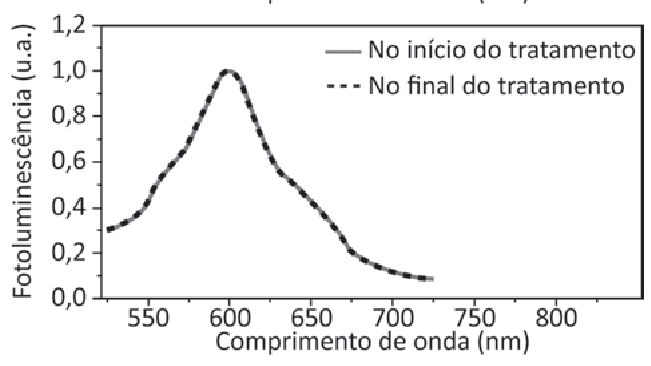 1,2
No início do tratamento
1,0
No final do tratamento
0,8
0,6
0,4
0,2
0,0
Fotoluminescência (u.a.)
550 600 650 700 750 800
Comprimento de onda (nm)